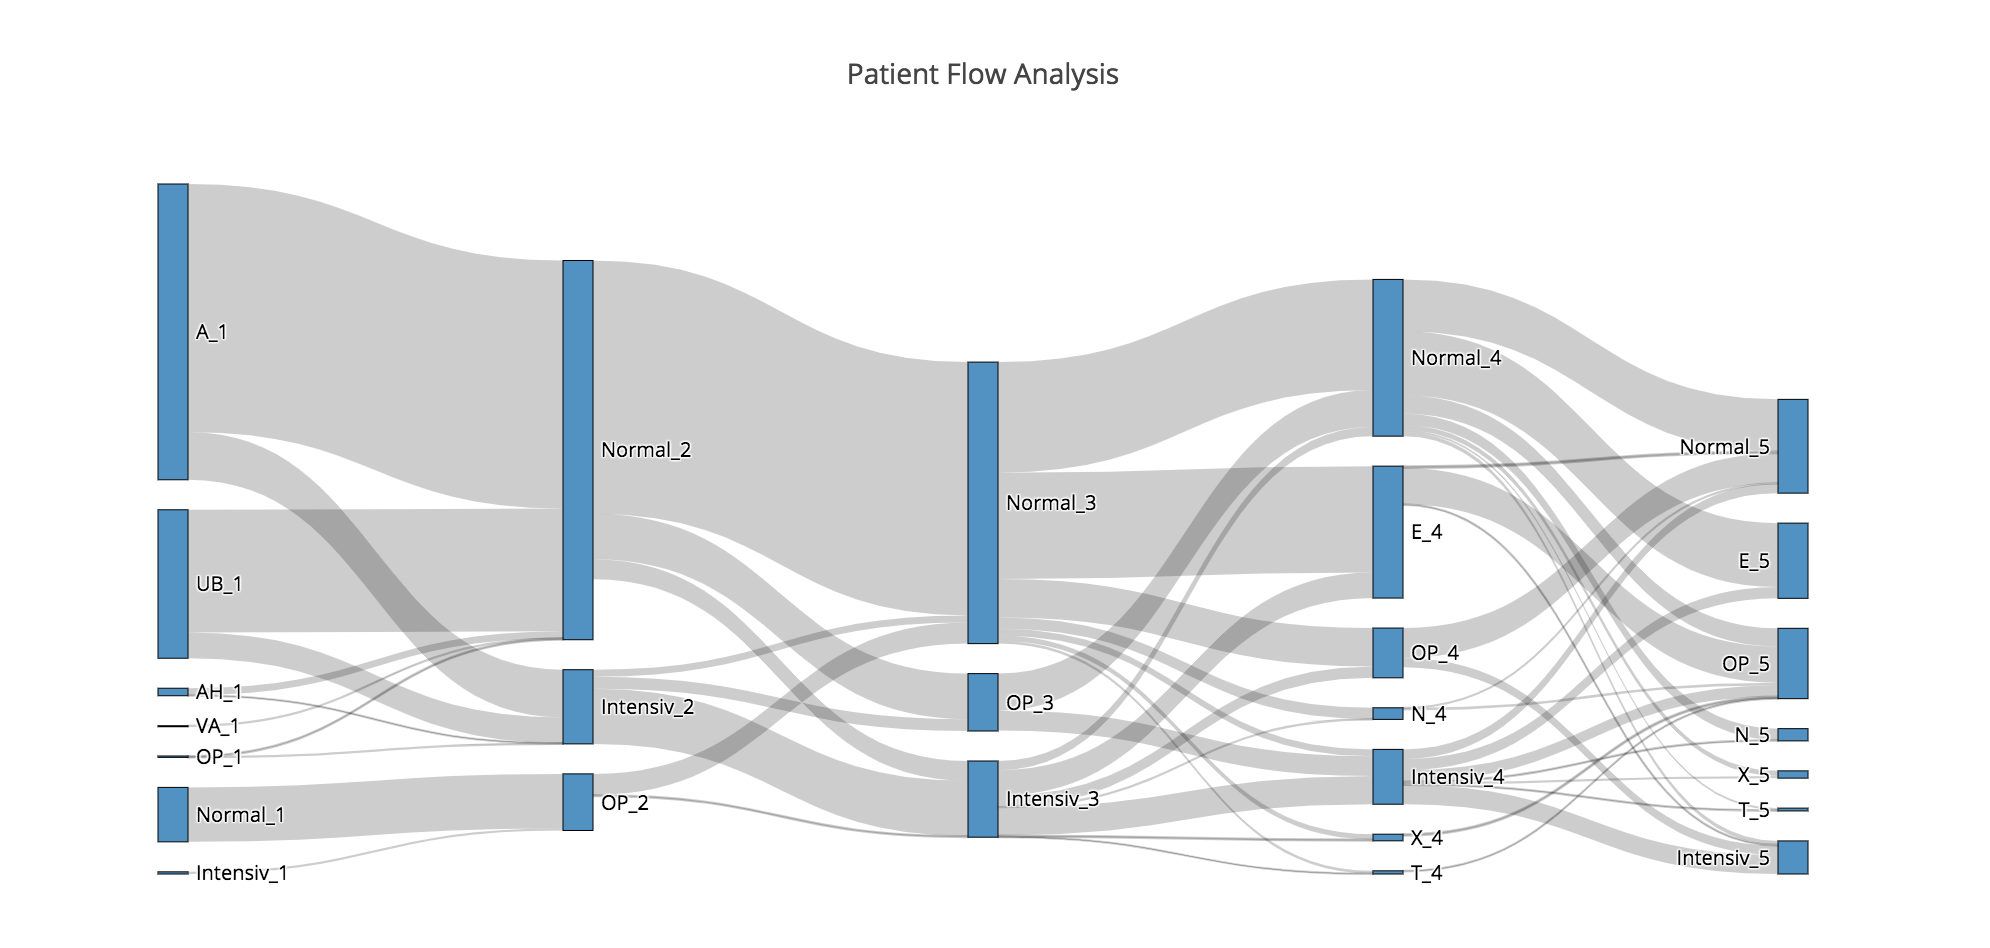 Patient Flow Analysis
A_1
UB_1
AH_1
VA_1
OP_1
Normal_1
Intensiv_1
Normal_2
Intensiv_2
OP_2
Normal_3
OP_3
Intensiv_3
Normal_4
E_4
OP_4
N_4
Intensiv_4
X_4
T_4
Normal_5
E_5
OP_5
N_5
X_5
T_5
Intensiv_5